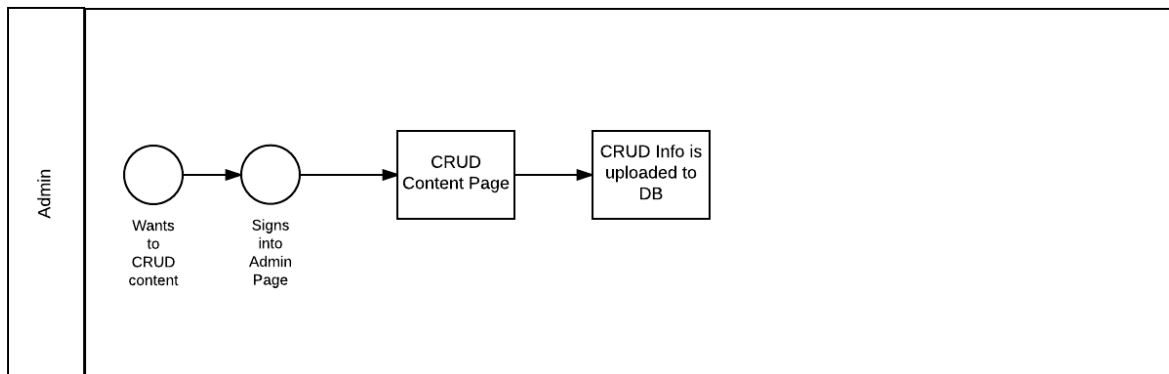 Admin
Wants
to
CRUD
content
Signs
into
Admin
Page
CRUD
Content Page
CRUD Info is
uploaded to
DB